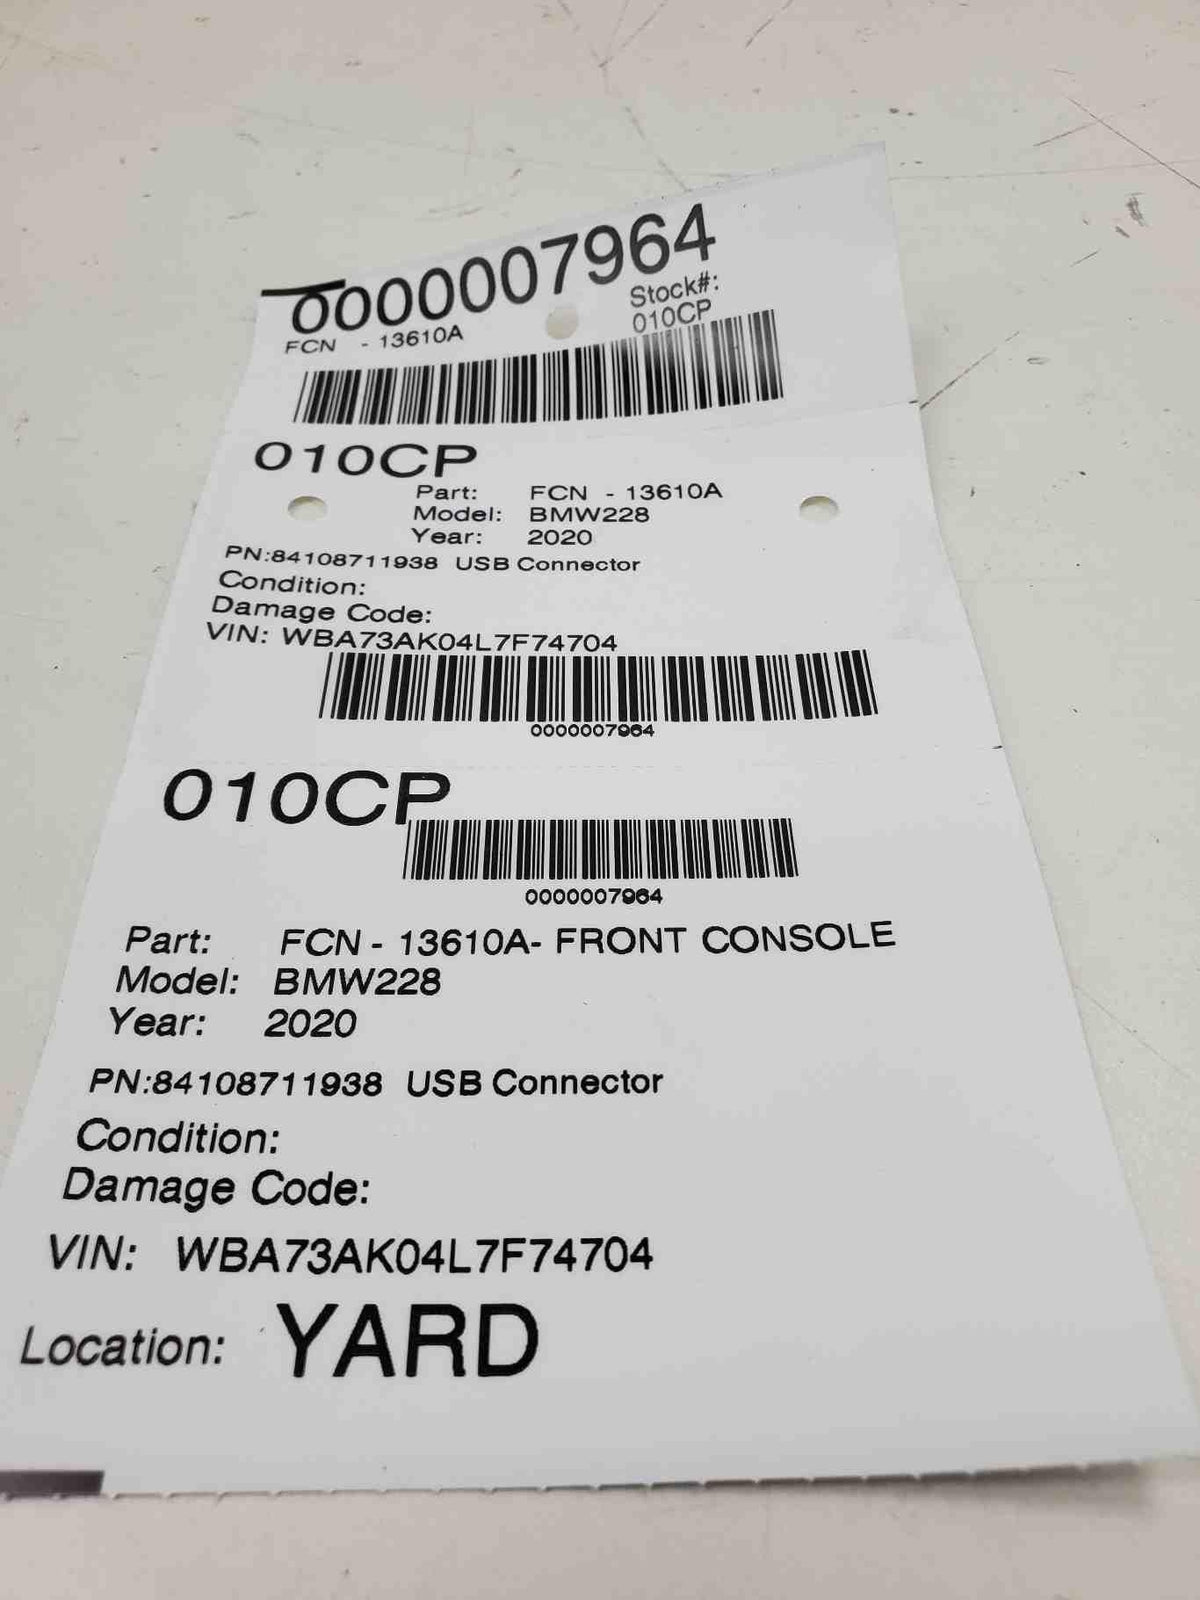 0000007964
Stock#:
FCN - 13610A 010CP
010CP
Part: FCN - 13610A
Model: BMW228
Year: 2020
PN:84108711938 USB Connector
Condition:
Damage Code:
VIN: WBA73AK04L7F74704
0000007964
010CP
0000007964
Part: FCN - 13610A- FRONT CONSOLE
Model: BMW228
Year: 2020
PN:84108711938 USB Connector
Condition:
Damage Code:
VIN: WBA73AK04L7F74704
Location: YARD